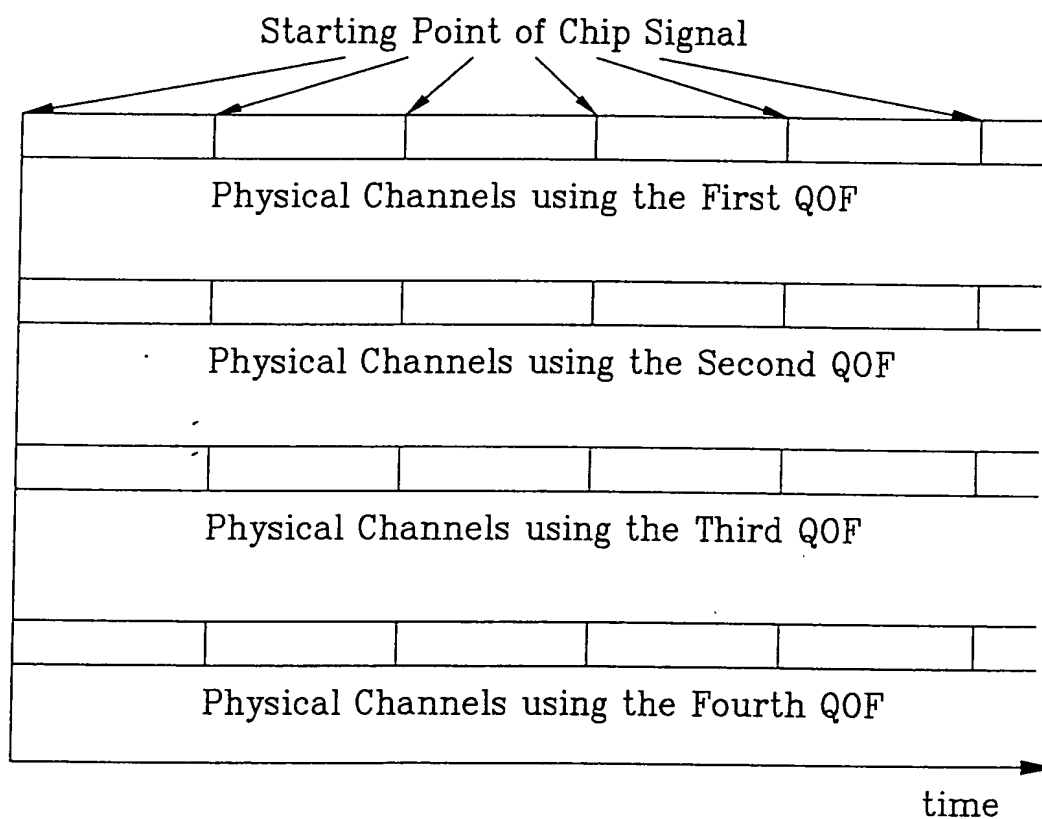 Starting Point of Chip Signal
Physical Channels using the First QOF
Physical Channels using the Second QOF
Physical Channels using the Third QOF
Physical Channels using the Fourth QOF
time